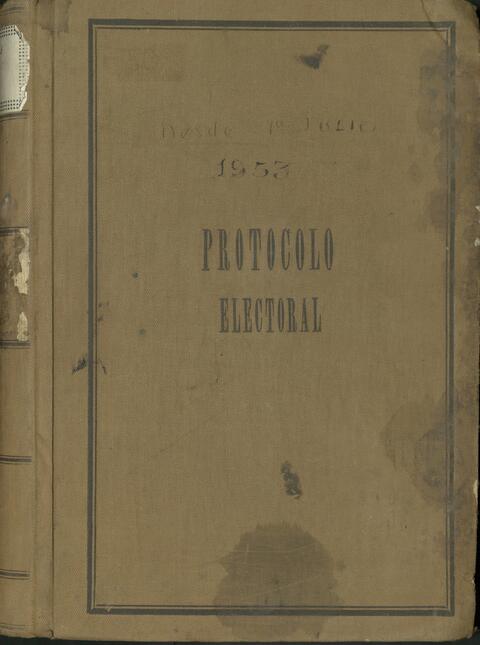 Desde 1º Julio
1953
PROTOCOLO
ELECTORAL